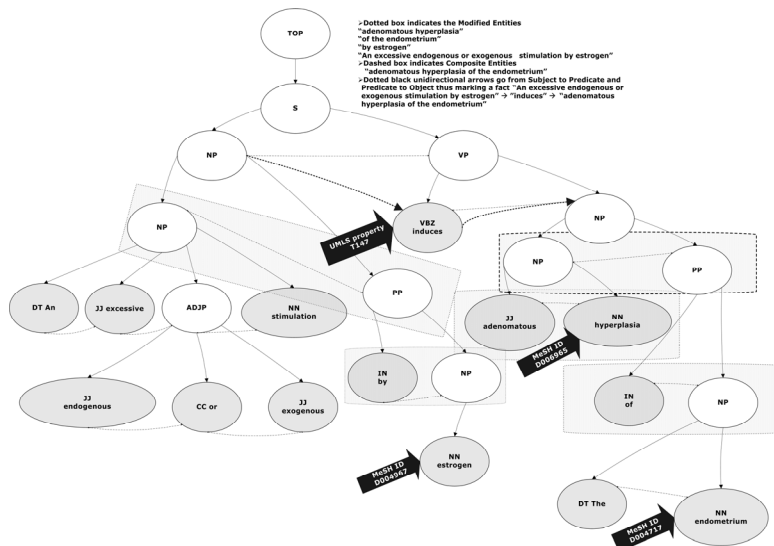 TOP
➢Dotted box indicates the Modified Entities
"adenomatous hyperplasia"
"of the endometrium"
"by estrogen"
"An excessive endogenous or exogenous stimulation by estrogen"
➢Dashed box indicates Composite Entities
"adenomatous hyperplasia of the endometrium"
➢Dotted black unidirectional arrows go from Subject to Predicate and
Predicate to Object thus marking a fact "An excessive endogenous or
exogenous stimulation by estrogen" → "induces" → "adenomatous
hyperplasia of the endometrium"
S
NP
VP
NP
UMLS property
T147
VBZ
induces
NP
NP
PP
PP
DT An
JJ excessive
ADJP
NN
stimulation
JJ
adenomatous
NN
hyperplasia
MeSH ID
D006965
JJ
endogenous
CC or
JJ
exogenous
IN
by
NP
IN
of
NP
MeSH ID
D004967
NN
estrogen
DT The
MeSH ID
D004717
NN
endometrium